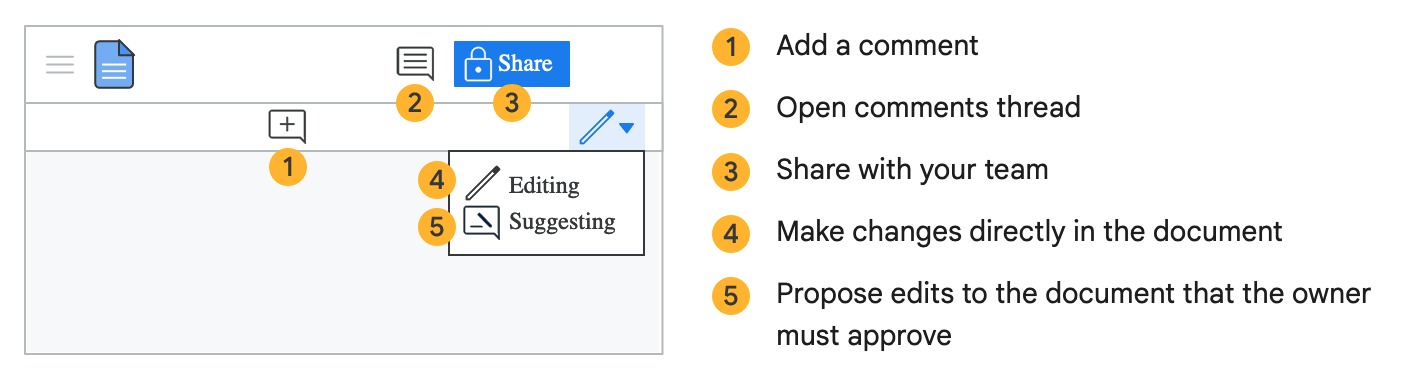 Share
2
3
1
4 Editing
5 Suggesting
1 Add a comment
2 Open comments thread
3 Share with your team
4 Make changes directly in the document
5 Propose edits to the document that the owner
must approve